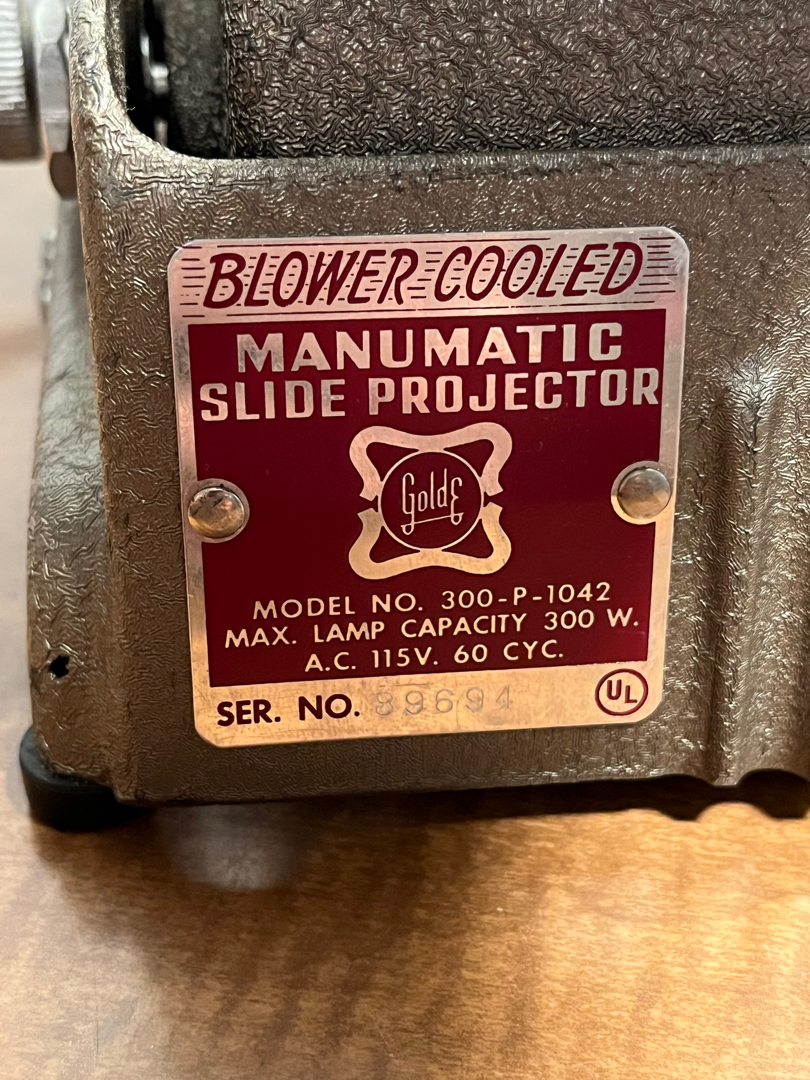 BLOWER COOLED
MANUMATIC
SLIDE PROJECTOR
GoldE
MODEL NO. 300-P-1042
MAX. LAMP CAPACITY 300 W.
A.C. 115V. 60 CYC.
SER. NO. 89694
UL